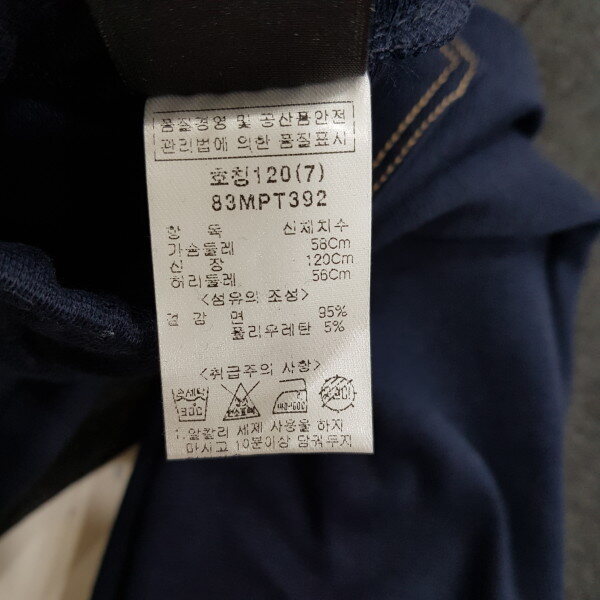 품질경영 및 공산품안전
관리법에 의한 품질표시
호칭120(7)
83MPT392
항 목 신체치수
가슴둘레 58Cm
신 장 120Cm
허리둘레 56Cm
<섬유의 조성>
겉감 면 95%
폴리우레탄 5%
<취급주의 사항>
1.알칼리 세제 사용을 하지
마시고 10분이상 담궈두지